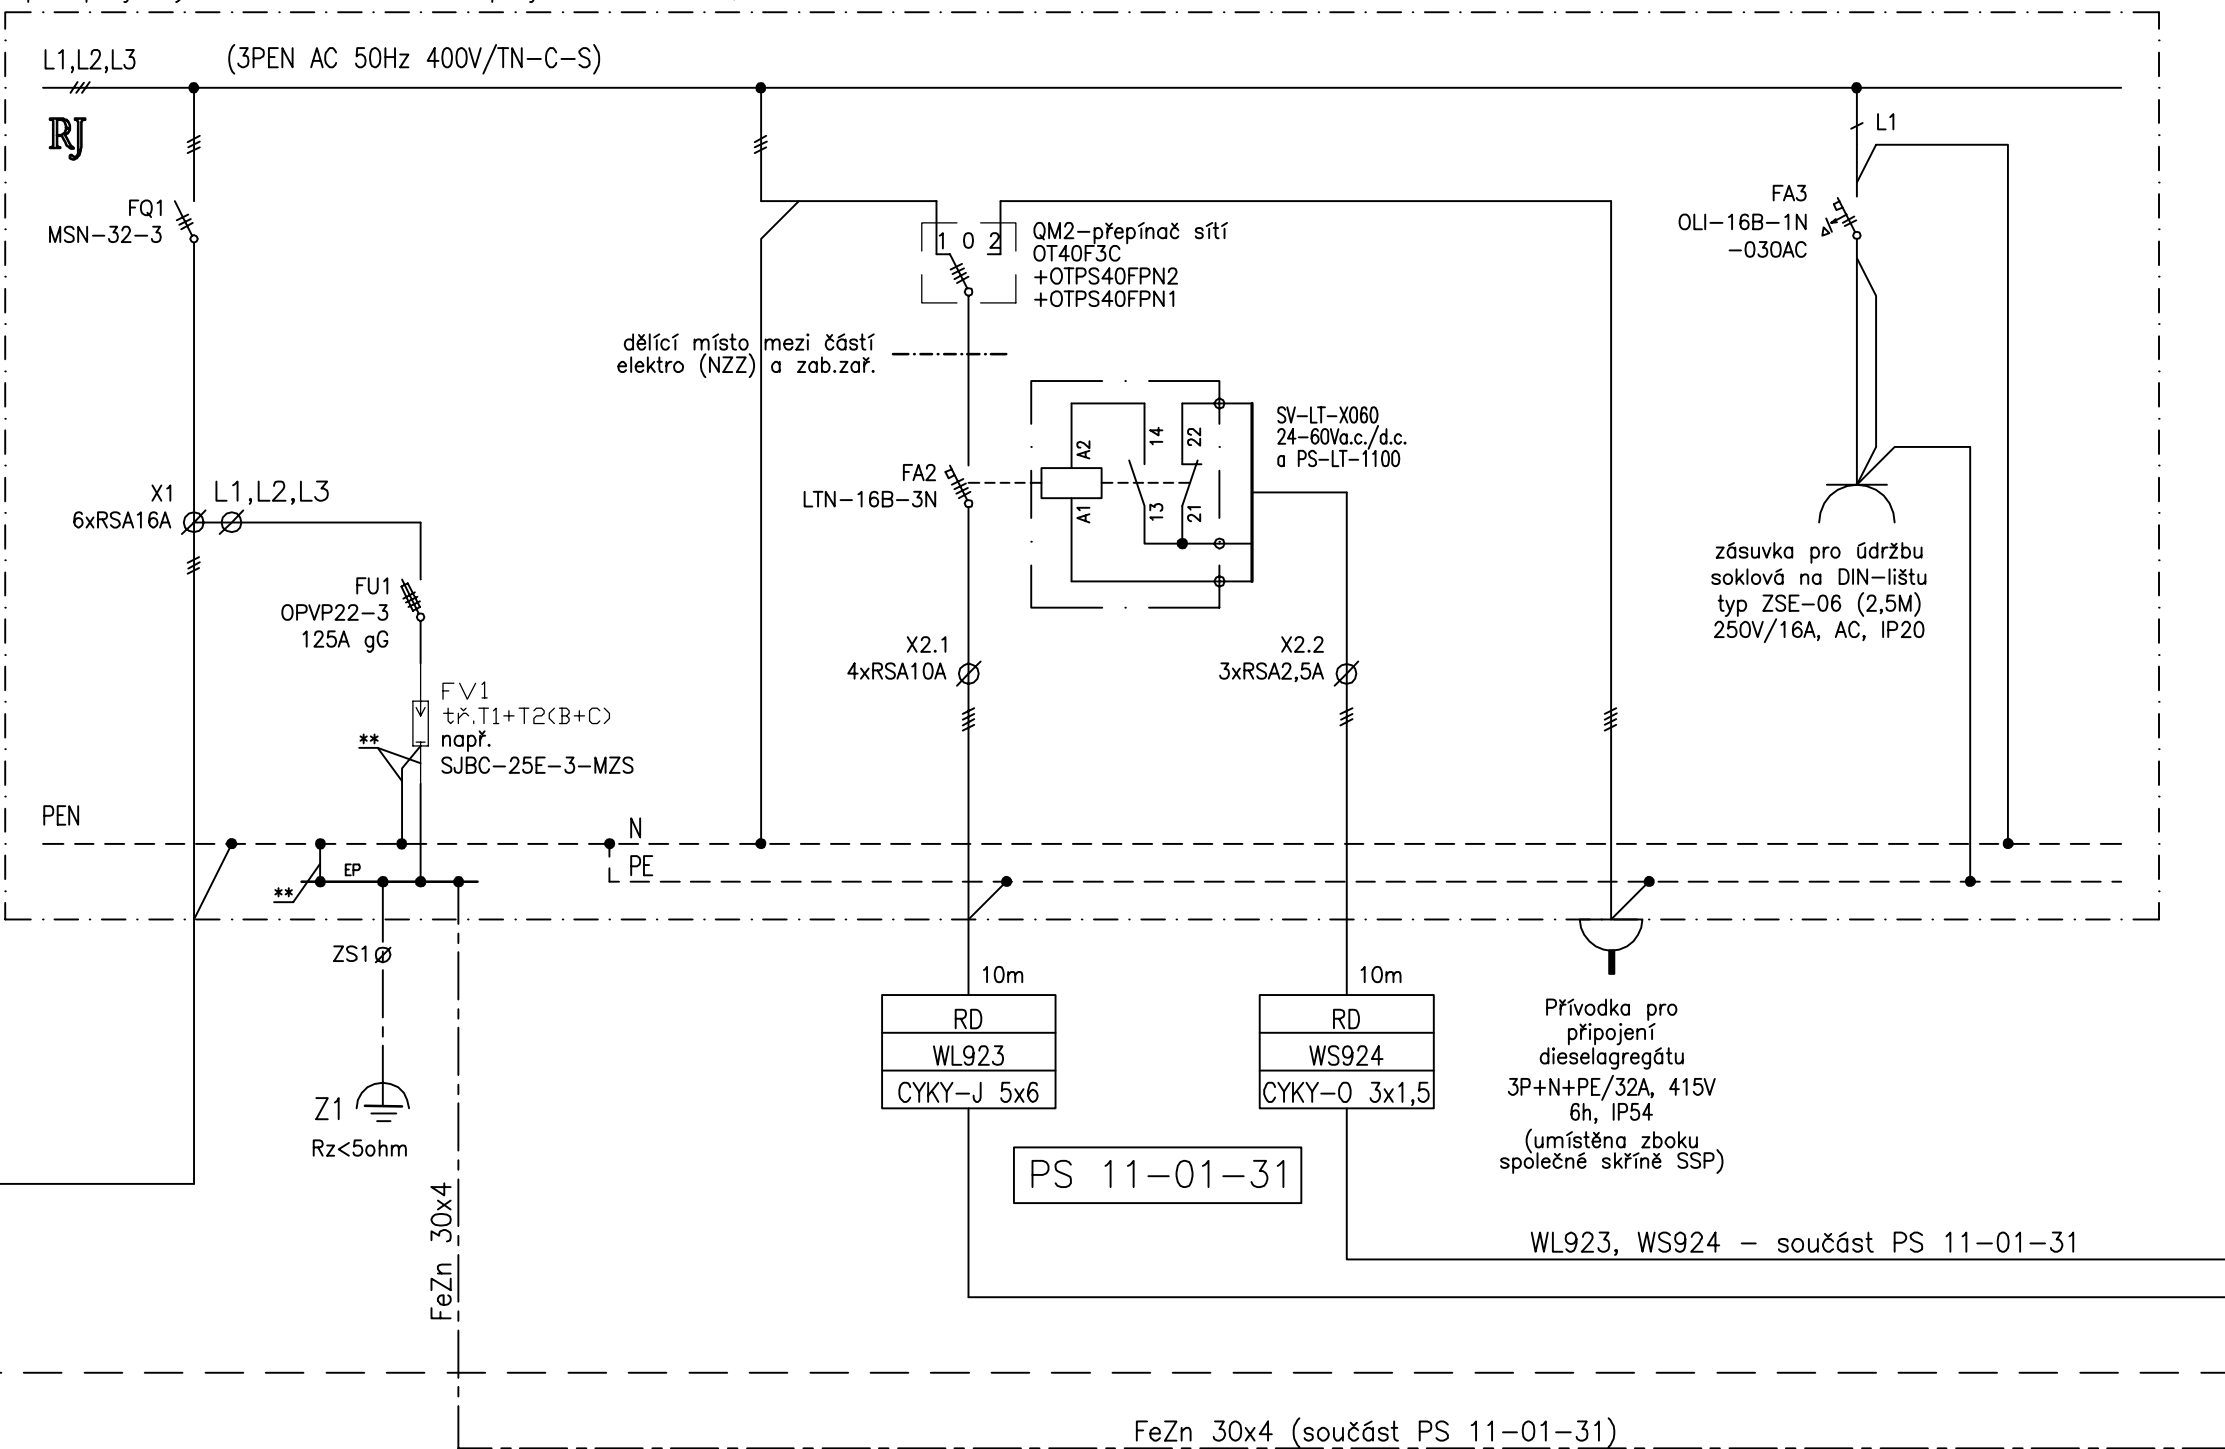 L1,L2,L3
(3PEN AC 50Hz 400V/TN-C-S)
RJ
FQ1
MSN-32-3
X1
6xRSA16A
L1,L2,L3
FU1
OPVP22-3
125A gG
FV1
tř.T1+T2(B+C)
např.
SJBC-25E-3-MZS
**
PEN
EP
**
ZS1
Z1
Rz<5ohm
FeZn 30x4
1 0 2
QM2-přepínač sítí
OT40F3C
+OTPS40FPN2
+OTPS40FPN1
dělící místo mezi částí
elektro (NZZ) a zab.zař.
FA2
LTN-16B-3N
A2
A1
14
13
22
21
SV-LT-X060
24-60Va.c./d.c.
a PS-LT-1100
X2.1
4xRSA10A
X2.2
3xRSA2,5A
N
PE
10m
RD
WL923
CYKY-J 5x6
10m
RD
WS924
CYKY-O 3x1,5
PS 11-01-31
L1
FA3
OLI-16B-1N
-030AC
zásuvka pro údržbu
soklová na DIN-lištu
typ ZSE-06 (2,5M)
250V/16A, AC, IP20
Přívodka pro
připojení
dieselagregátu
3P+N+PE/32A, 415V
6h, IP54
(umístěna zboku
společné skříně SSP)
WL923, WS924 - součást PS 11-01-31
FeZn 30x4 (součást PS 11-01-31)